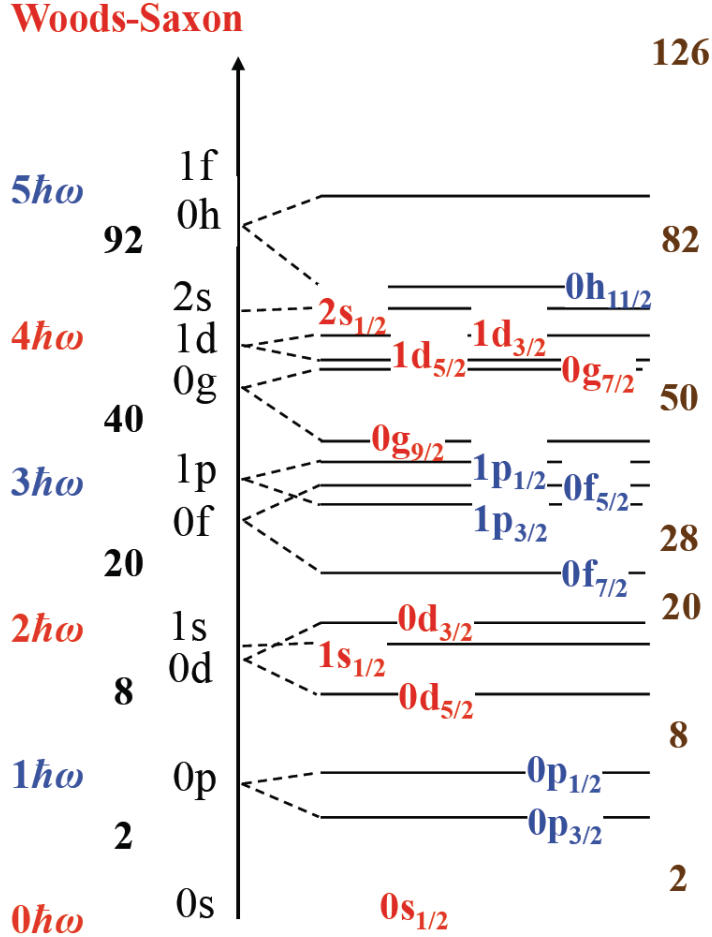 Woods-Saxon
126
1f
5ℏω
0h
92
82
2s
0h11/2
2s1/2
4ℏω
1d
1d3/2
1d5/2
0g
0g7/2
50
40
0g9/2
1p
1p1/2
3ℏω
0f5/2
0f
1p3/2
28
20
0f7/2
20
1s
0d3/2
2ℏω
1s1/2
0d
8
0d5/2
8
1ℏω
0p
0p1/2
2
0p3/2
2
0s
0s1/2
0ℏω